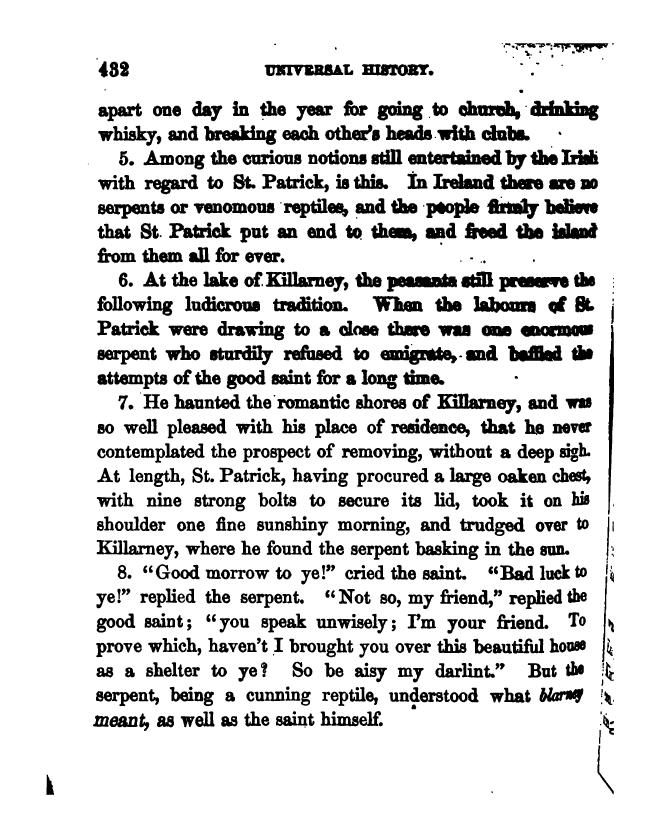 432 UNIVERSAL HISTORY.
apart one day in the year for going to church, drinking
whisky, and breaking each other's heads with clubs.
5. Among the curious notions still entertained by the Irish
with regard to St. Patrick, is this. In Ireland there are no
serpents or venomous reptiles, and the people firmly believe
that St. Patrick put an end to them, and freed the island
from them all for ever.
6. At the lake of Killarney, the peasants still preserve the
following ludicrous tradition. When the labours of St.
Patrick were drawing to a close there was one enormous
serpent who sturdily refused to emigrate, and baffled the
attempts of the good saint for a long time.
7. He haunted the romantic shores of Killarney, and was
so well pleased with his place of residence, that he never
contemplated the prospect of removing, without a deep sigh.
At length, St. Patrick, having procured a large oaken chest,
with nine strong bolts to secure its lid, took it on his
shoulder one fine sunshiny morning, and trudged over to
Killarney, where he found the serpent basking in the sun.
8. "Good morrow to ye!" cried the saint. "Bad luck to
ye!" replied the serpent. "Not so, my friend," replied the
good saint; "you speak unwisely; I'm your friend. To
prove which, haven't I brought you over this beautiful house
as a shelter to ye? So be aisy my darlint." But the
serpent, being a cunning reptile, understood what blarney
meant, as well as the saint himself.